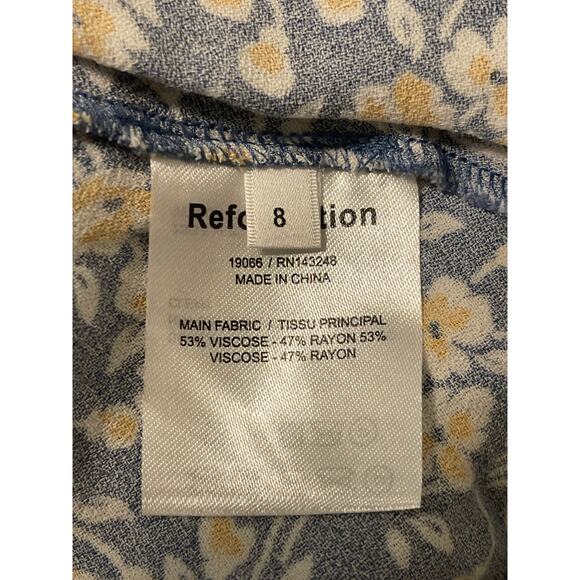 Refo 8 tion
19066 / RN143248
MADE IN CHINA
MAIN FABRIC / TISSU PRINCIPAL
53% VISCOSE - 47% RAYON 53%
VISCOSE - 47% RAYON